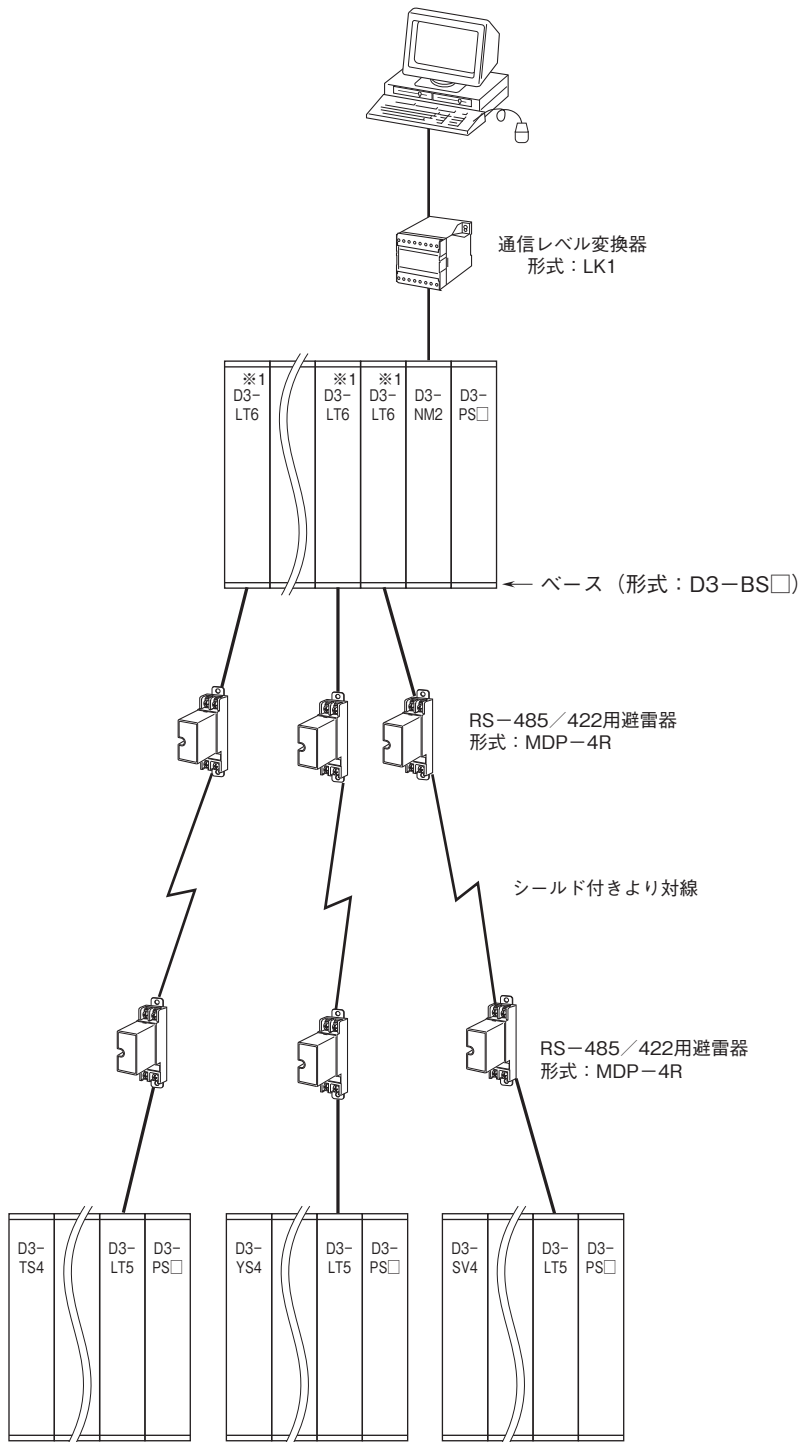 通信レベル変換器
形式：LK1
※1
D3−
LT6
※1
D3−
LT6
※1
D3−
LT6
D3−
NM2
D3−
PS□
← ベース（形式：D3−BS□）
RS−485／422用避雷器
形式：MDP−4R
シールド付きより対線
RS−485／422用避雷器
形式：MDP−4R
D3−
TS4
D3−
LT5
D3−
PS□
D3−
YS4
D3−
LT5
D3−
PS□
D3−
SV4
D3−
LT5
D3−
PS□